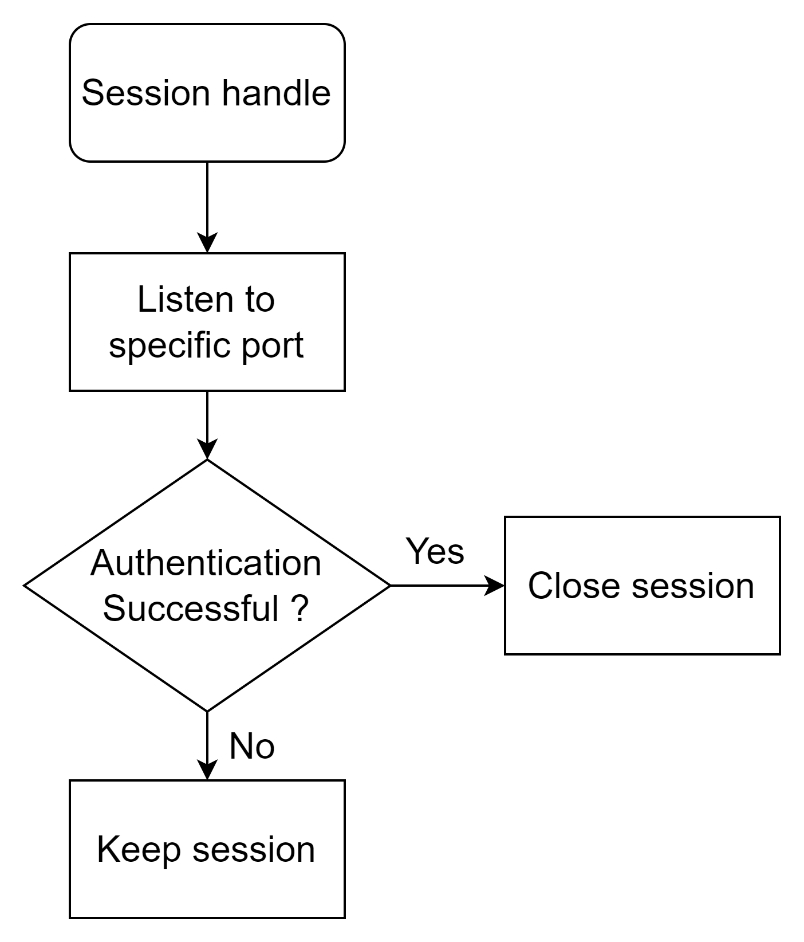 Session handle
Listen to
specific port
Authentication
Successful ?
Yes
Close session
No
Keep session